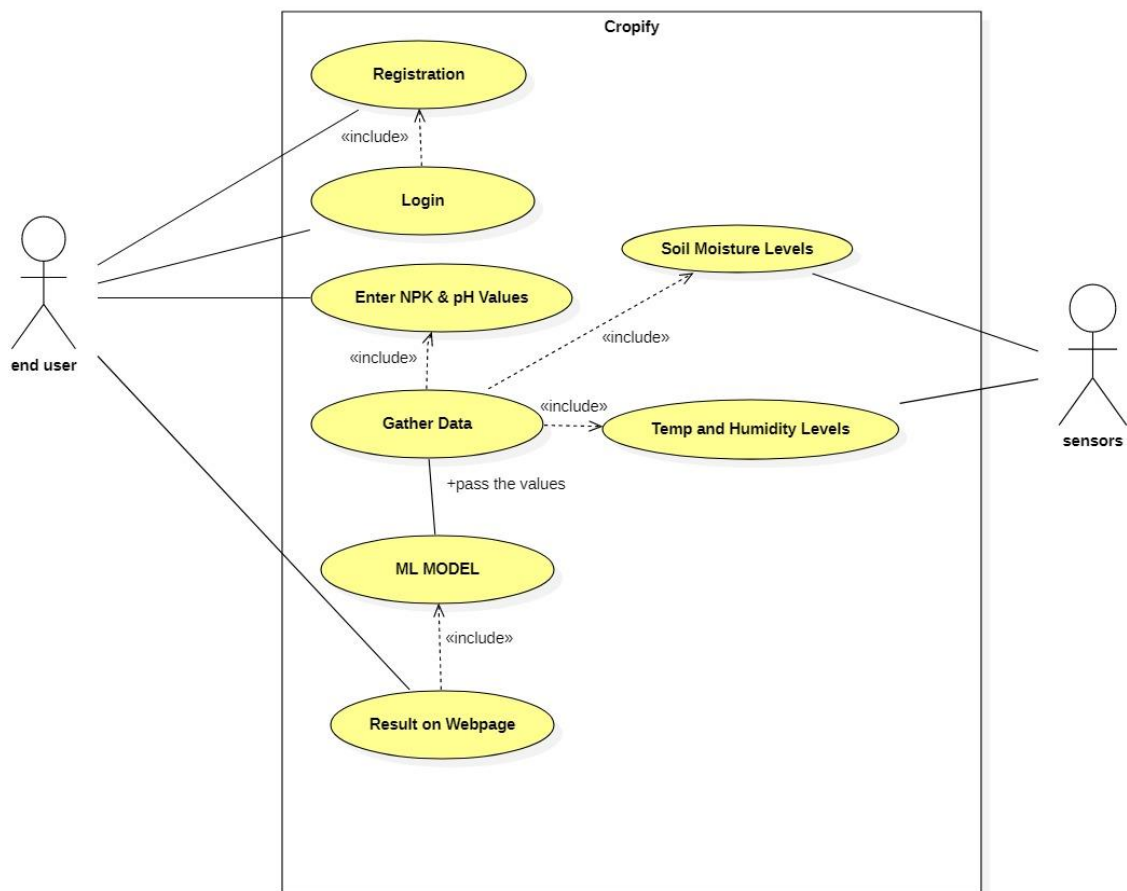 Cropify
Registration
«include»
Login
Soil Moisture Levels
Enter NPK & pH Values
«include»
«include»
end user
Gather Data
«include»
Temp and Humidity Levels
sensors
+pass the values
ML MODEL
«include»
Result on Webpage